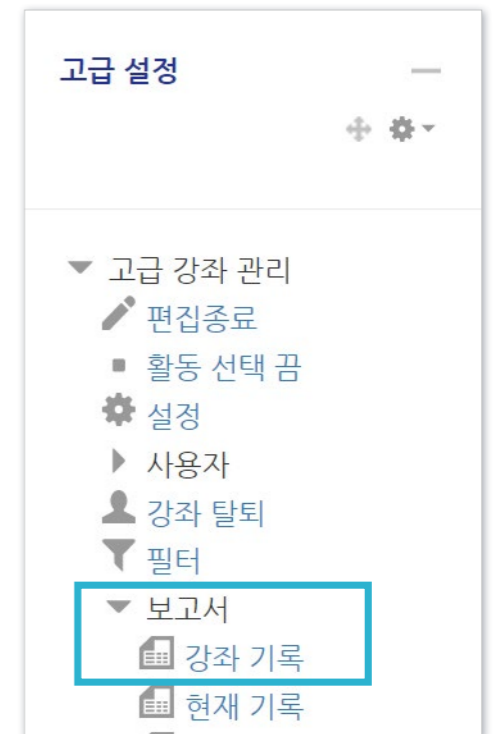 고급 설정
고급 강좌 관리
편집종료
활동 선택 끔
설정
사용자
강좌 탈퇴
필터
보고서
강좌 기록
현재 기록